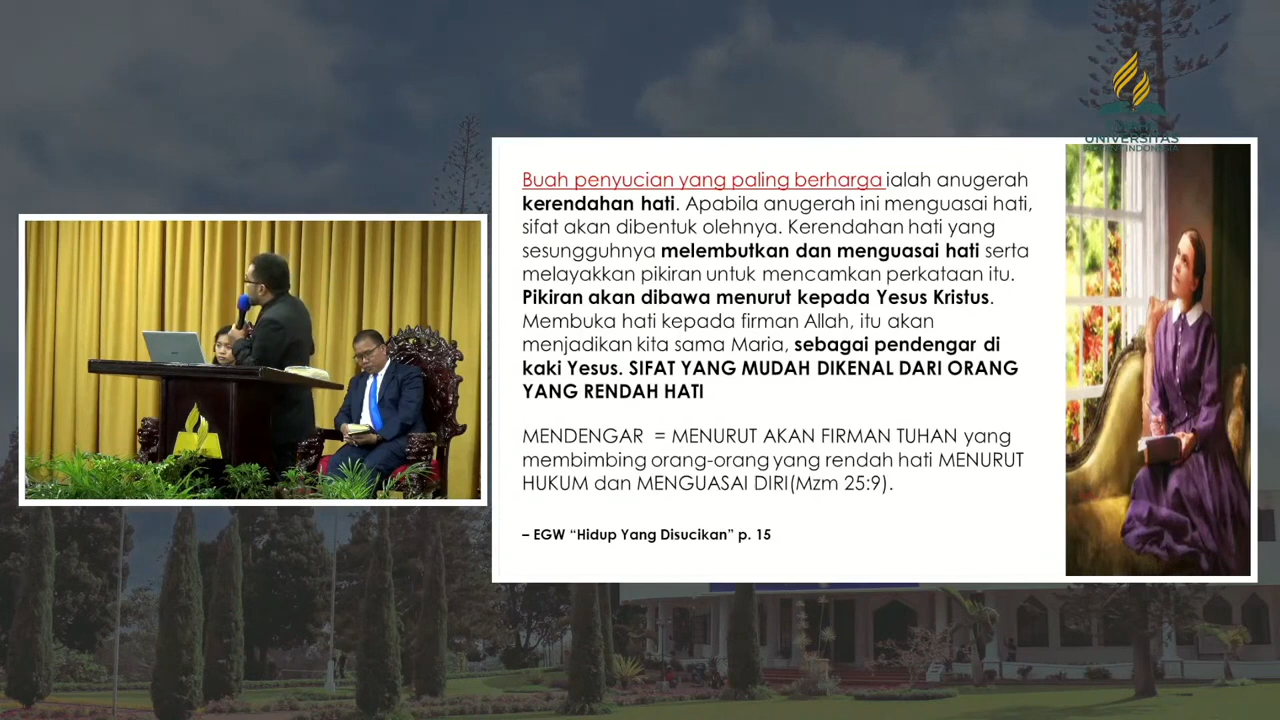 UNIVERSITAS
Buah penyucian yang paling berharga ialah anugerah
kerendahan hati. Apabila anugerah ini menguasai hati,
sifat akan dibentuk olehnya. Kerendahan hati yang
sesungguhnya melembutkan dan menguasai hati serta
melayakkan pikiran untuk mencamkan perkataan itu.
Pikiran akan dibawa menurut kepada Yesus Kristus.
Membuka hati kepada firman Allah, itu akan
menjadikan kita sama Maria, sebagai pendengar di
kaki Yesus. SIFAT YANG MUDAH DIKENAL DARI ORANG
YANG RENDAH HATI
MENDENGAR = MENURUT AKAN FIRMAN TUHAN yang
membimbing orang-orang yang rendah hati MENURUT
HUKUM dan MENGUASAI DIRI(Mzm 25:9).
– EGW “Hidup Yang Disucikan” p. 15